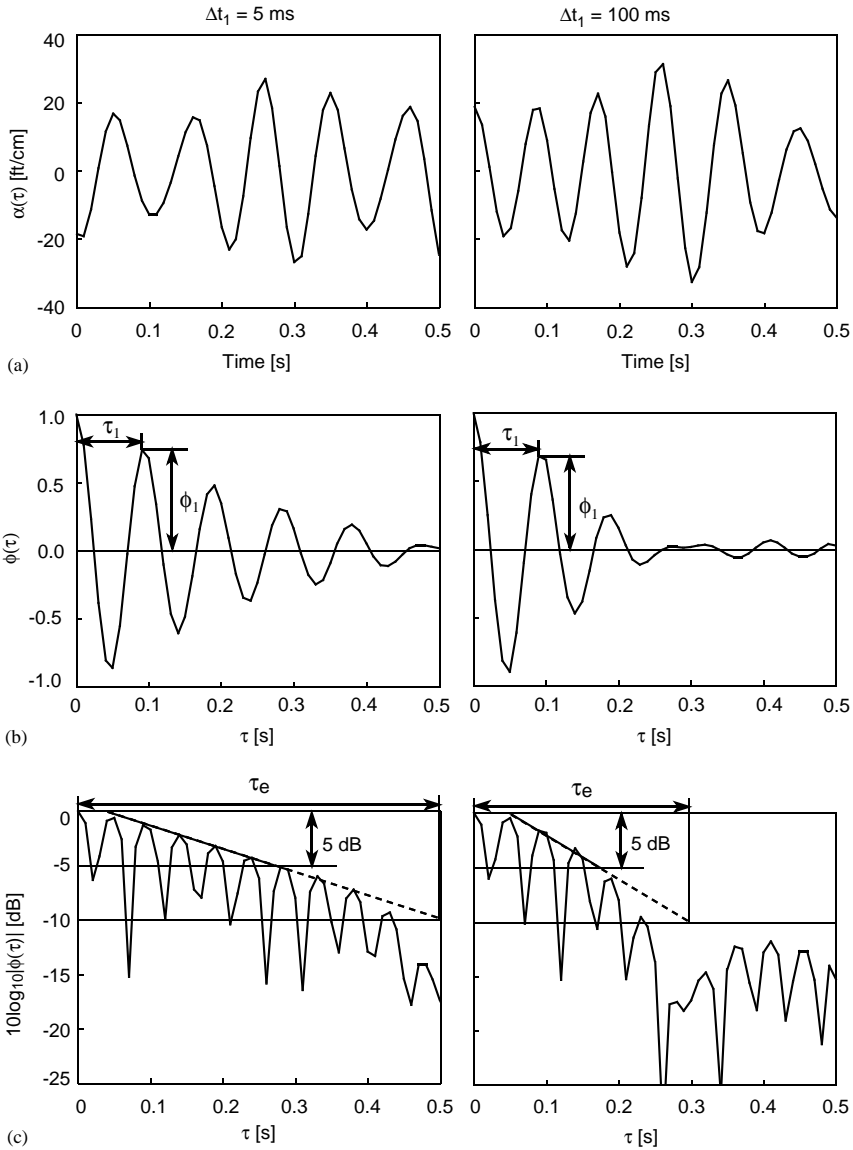 Δt₁ = 5 ms
Δt₁ = 100 ms
40
20
0
-20
-40
α(τ) [ft/cm]
0 0.1 0.2 0.3 0.4 0.5
0 0.1 0.2 0.3 0.4 0.5
Time [s]
Time [s]
(a)
1.0
0.5
0.0
-0.5
-1.0
ϕ(τ)
τ₁
ϕ₁
τ₁
ϕ₁
0 0.1 0.2 0.3 0.4 0.5
0 0.1 0.2 0.3 0.4 0.5
τ [s]
τ [s]
(b)
τₑ
τₑ
0
-5
-10
-15
-20
-25
10log₁₀|ϕ(τ)| [dB]
5 dB
5 dB
0 0.1 0.2 0.3 0.4 0.5
0 0.1 0.2 0.3 0.4 0.5
τ [s]
τ [s]
(c)